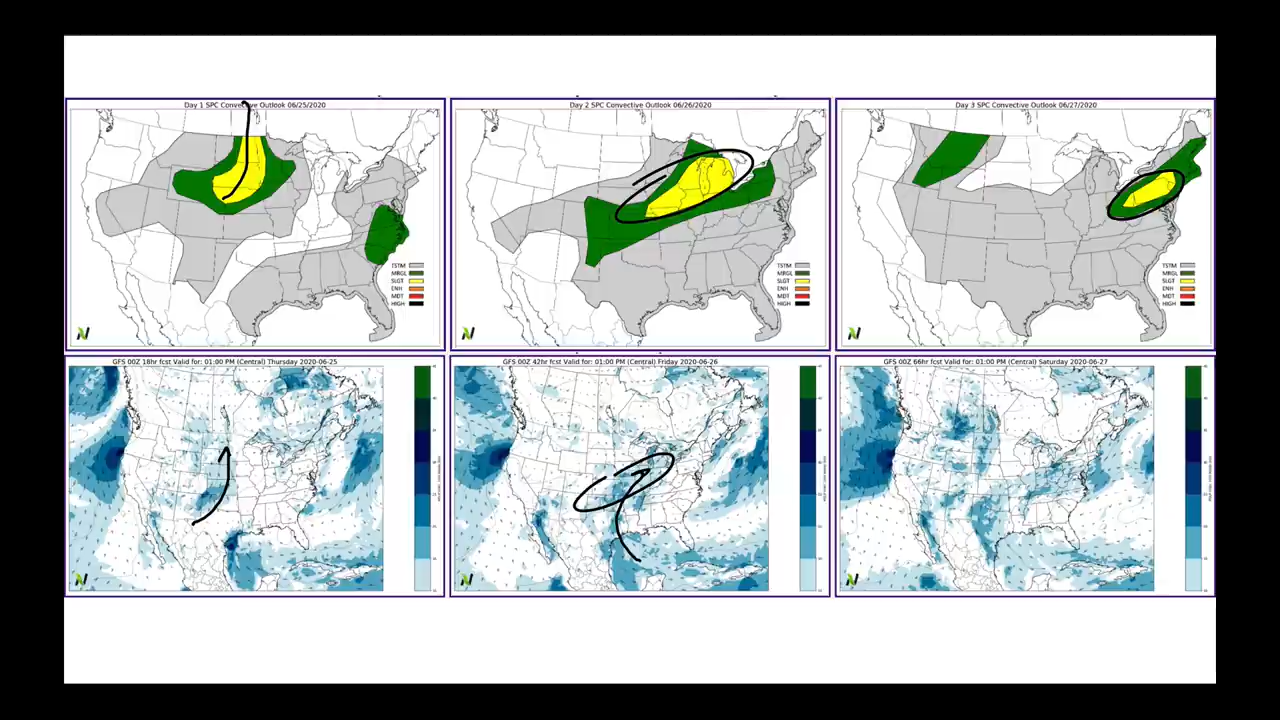 Day 1 SPC Convective Outlook 06/25/2020
TSTM
MRGL
SLGT
ENH
MDT
HIGH
N
Day 2 SPC Convective Outlook 06/26/2020
TSTM
MRGL
SLGT
ENH
MDT
HIGH
N
Day 3 SPC Convective Outlook 06/27/2020
TSTM
MRGL
SLGT
ENH
MDT
HIGH
N
GFS 00Z 18hr fcst Valid for: 01:00 PM (Central) Thursday 2020-06-25
N
GFS 00Z 42hr fcst Valid for: 01:00 PM (Central) Friday 2020-06-26
N
GFS 00Z 66hr fcst Valid for: 01:00 PM (Central) Saturday 2020-06-27
N